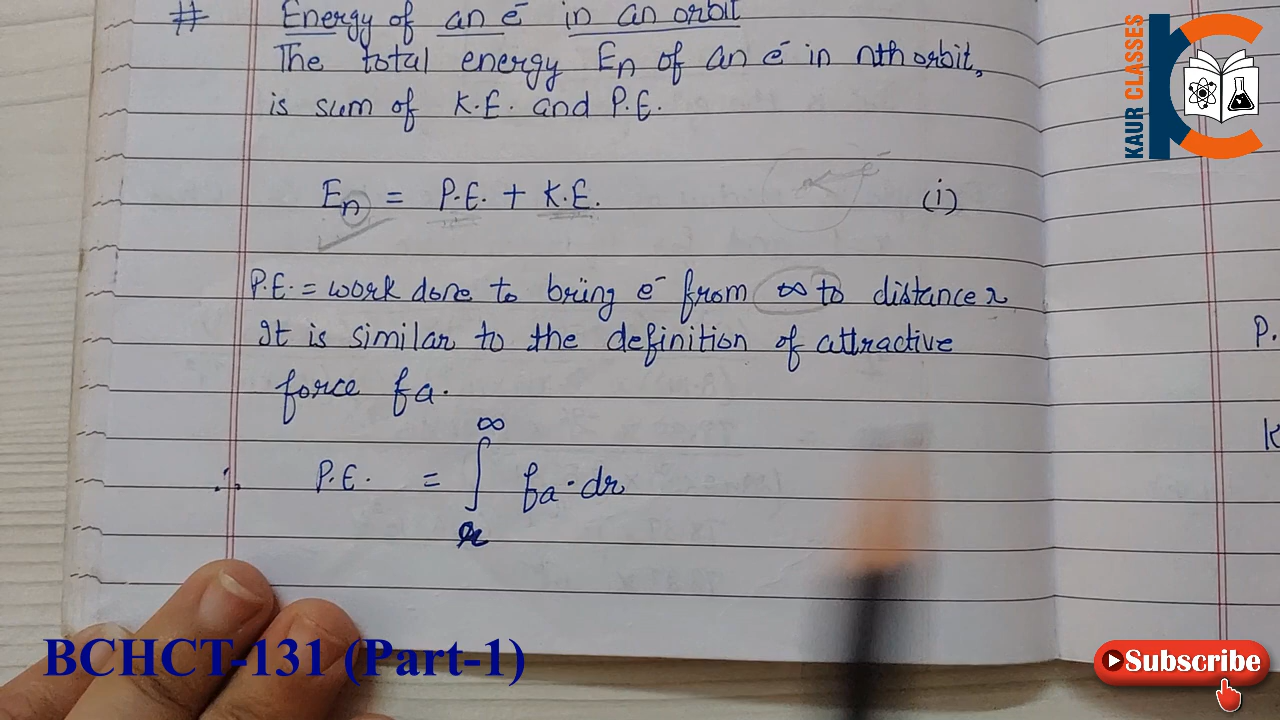 # Energy of an e⁻ in an orbit
The total energy En of an e⁻ in nth orbit,
is sum of K.E. and P.E.
En = P.E. + K.E. (i)
P.E. = work done to bring e⁻ from ∞ to distance r
It is similar to the definition of attractive
force fa.
∴ P.E. = ∫ fa · dr
∞
r
P.
K
KAUR CLASSES
BCHCT-131 (Part-1)
Subscribe